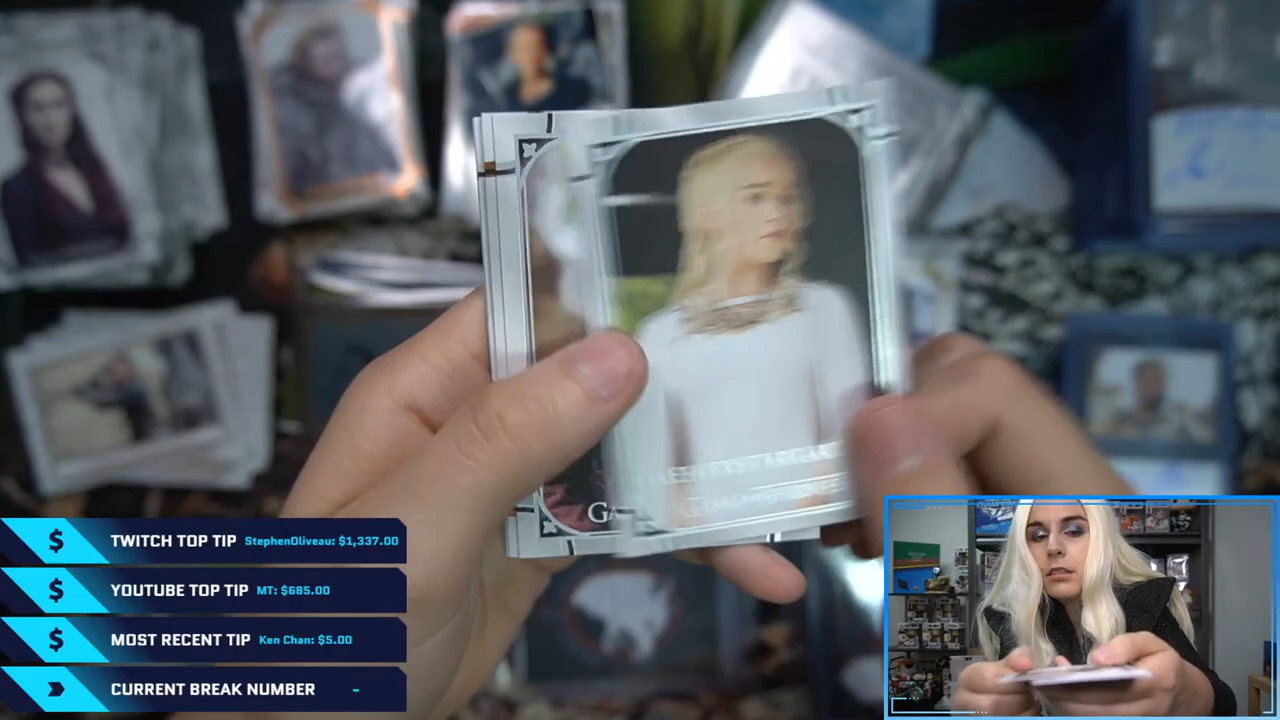 TWITCH TOP TIP StephenOliveau: $1,337.00
YOUTUBE TOP TIP MT: $685.00
MOST RECENT TIP Ken Chan: $5.00
CURRENT BREAK NUMBER -